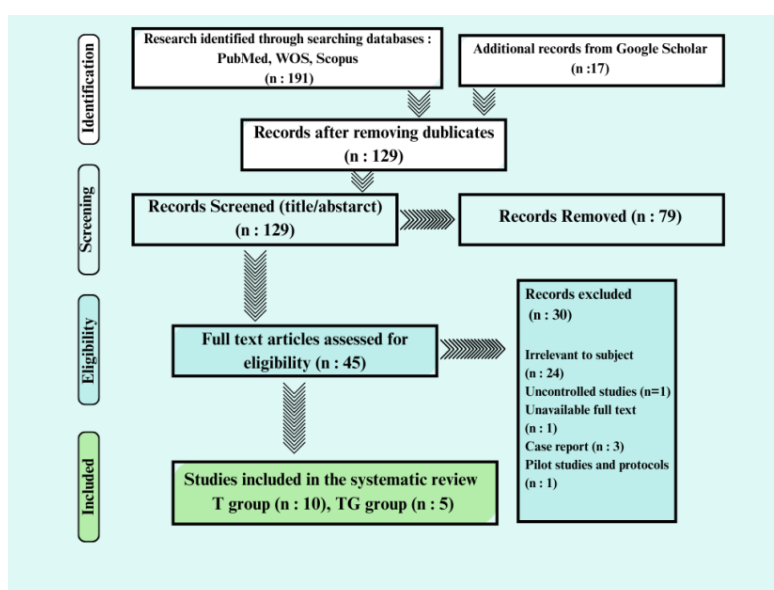 Identification
Research identified through searching databases :
PubMed, WOS, Scopus
(n : 191)
Additional records from Google Scholar
(n :17)
Records after removing dublicates
(n : 129)
Screening
Records Screened (title/abstarct)
(n : 129)
Records Removed (n : 79)
Eligibility
Full text articles assessed for
eligibility (n : 45)
Records excluded
(n : 30)
Irrelevant to subject
(n : 24)
Uncontrolled studies (n=1)
Unavailable full text
(n : 1)
Case report (n : 3)
Pilot studies and protocols
(n : 1)
Included
Studies included in the systematic review
T group (n : 10), TG group (n : 5)